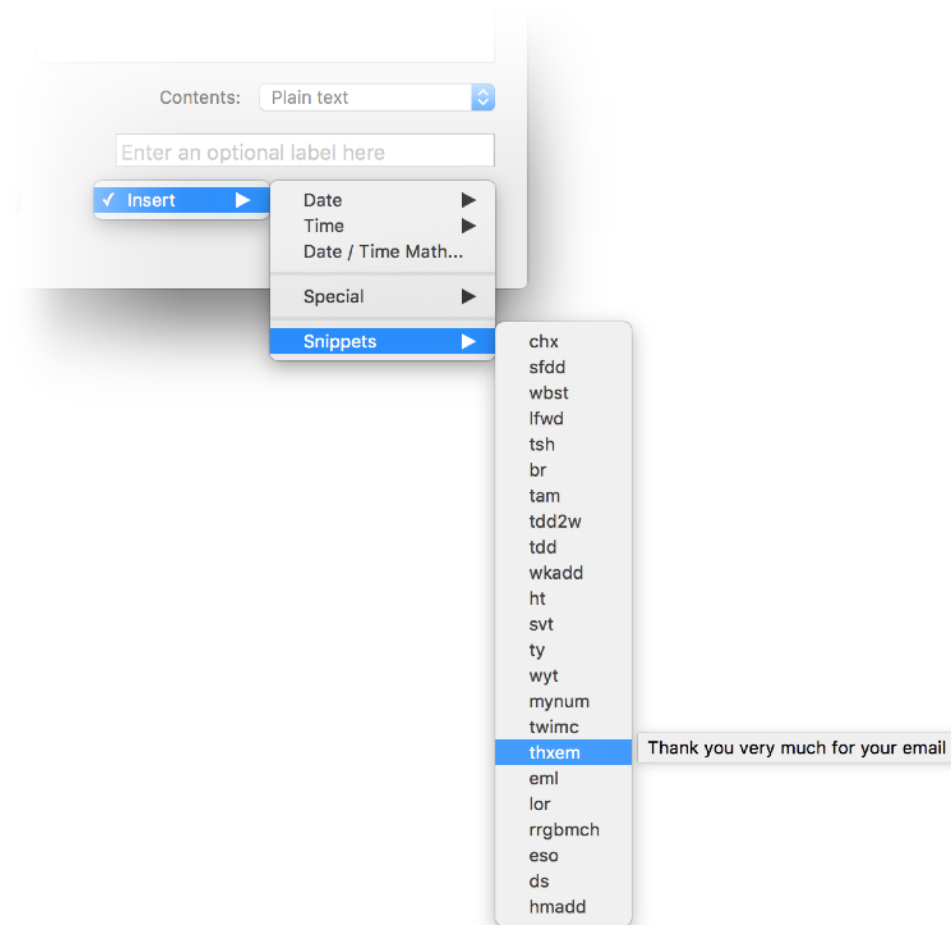 Contents: Plain text
Enter an optional label here
✓ Insert ▶
Date ▶
Time ▶
Date / Time Math...
Special ▶
Snippets ▶
chx
sfdd
wbst
lfwd
tsh
br
tam
tdd2w
tdd
wkadd
ht
svt
ty
wyt
mynum
twimc
thxem
Thank you very much for your email
eml
lor
rrgbmch
eso
ds
hmadd